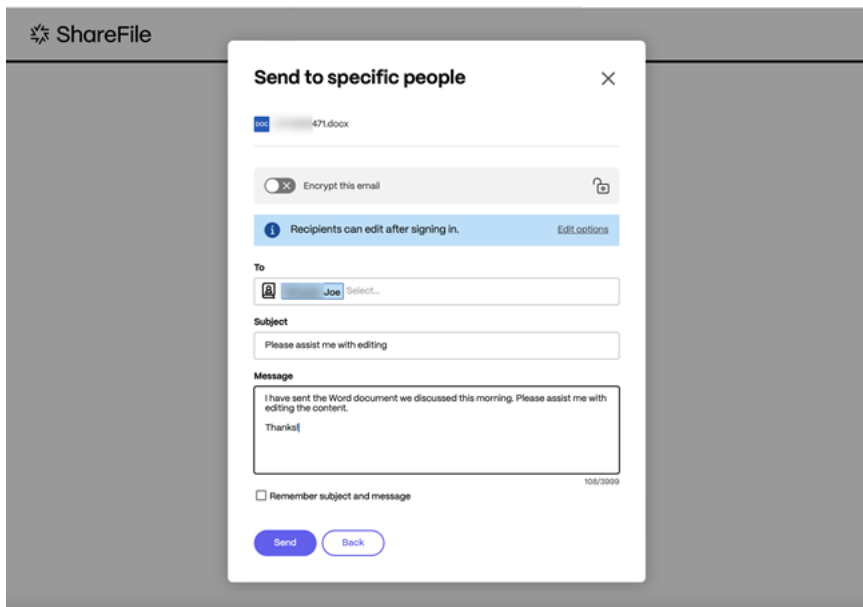 ShareFile
Send to specific people
DOC 471.docx
Encrypt this email
Recipients can edit after signing in. Edit options
To
Joe Select...
Subject
Please assist me with editing
Message
I have sent the Word document we discussed this morning. Please assist me with
editing the content.
Thanks!
108/3999
Remember subject and message
Send Back